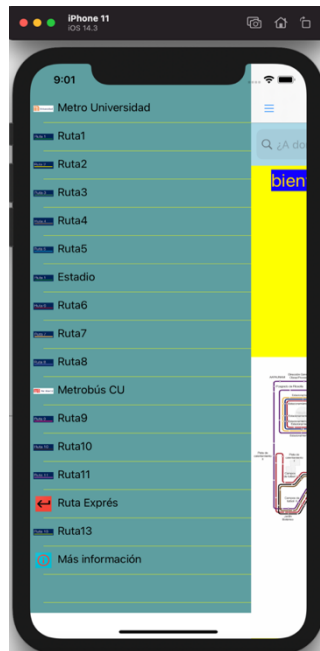 iPhone 11
iOS 14.3
9:01
Metro Universidad
Ruta1
¿A do
Ruta2
bien
Ruta3
Ruta4
Ruta5
Estadio
Ruta6
Ruta7
Ruta8
Metrobús CU
Ruta9
Ruta10
Ruta11
Ruta Exprés
Ruta13
Más información